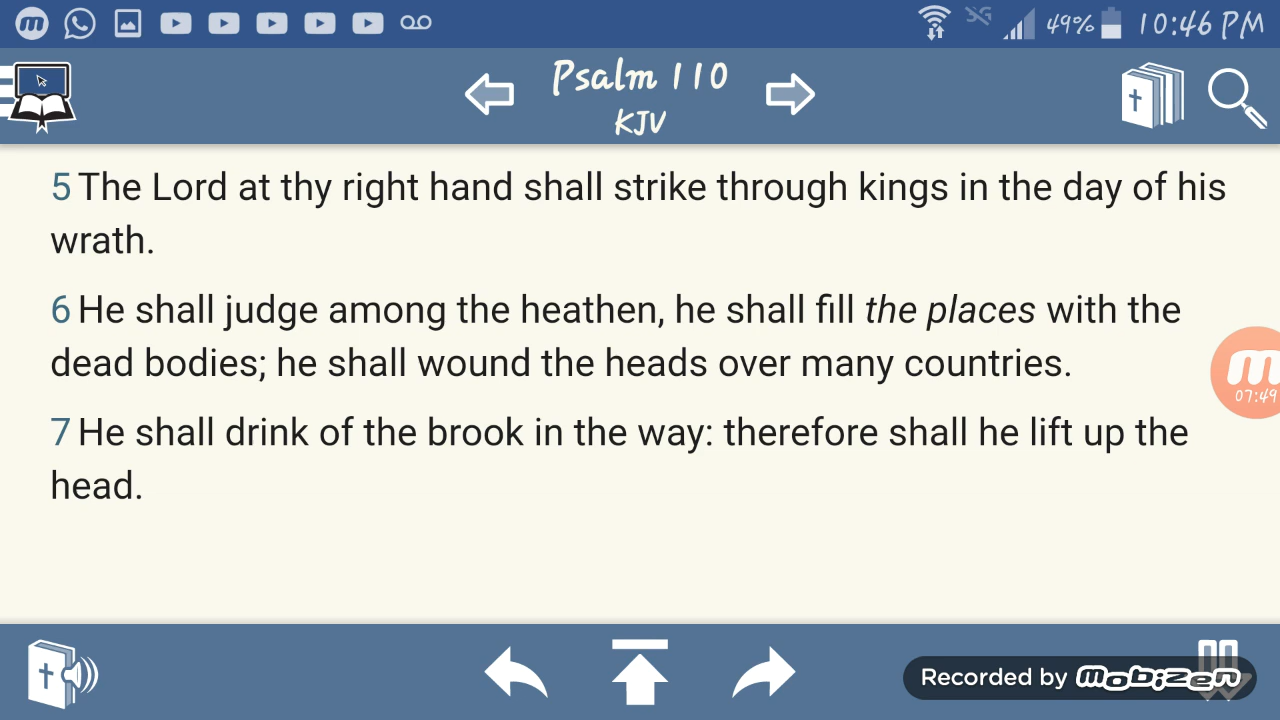 49% 10:46 PM
Psalm 110
KJV
5 The Lord at thy right hand shall strike through kings in the day of his
wrath.
6 He shall judge among the heathen, he shall fill the places with the
dead bodies; he shall wound the heads over many countries.
7 He shall drink of the brook in the way: therefore shall he lift up the
head.
m
07:49
Recorded by mobizen